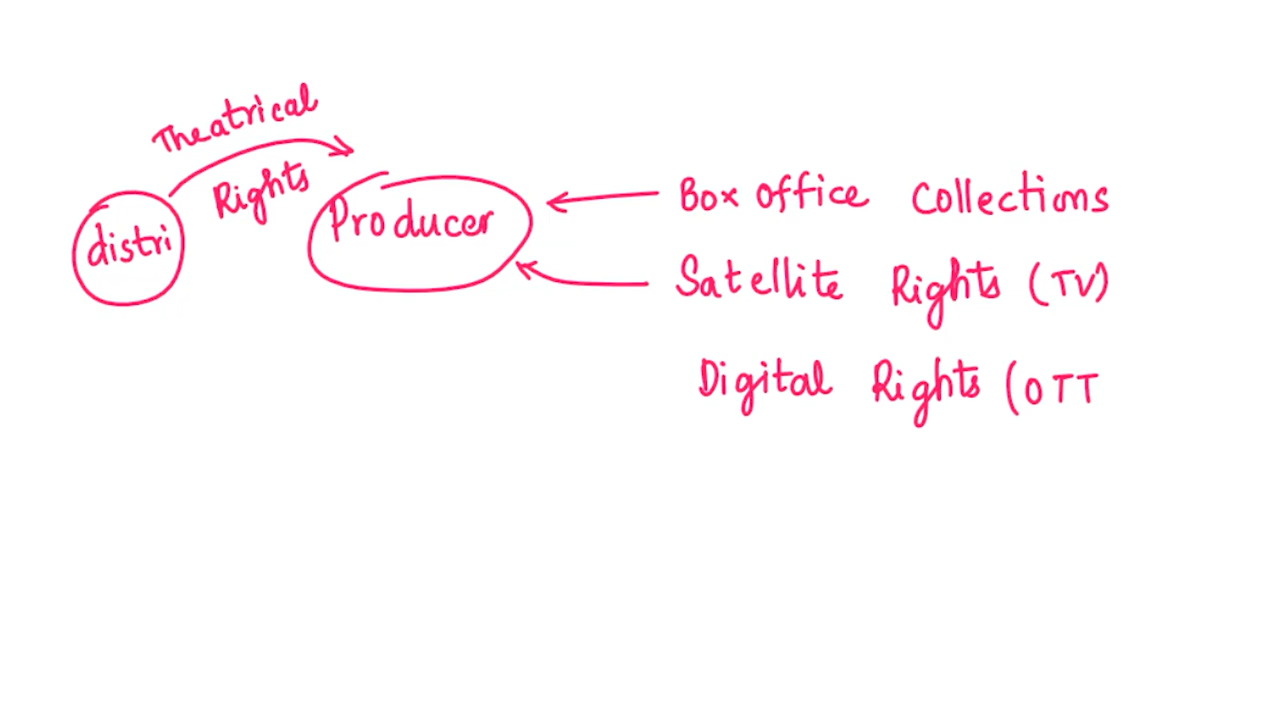 Theatrical
Rights
distri
Producer
Box office Collections
Satellite Rights (TV)
Digital Rights (OTT